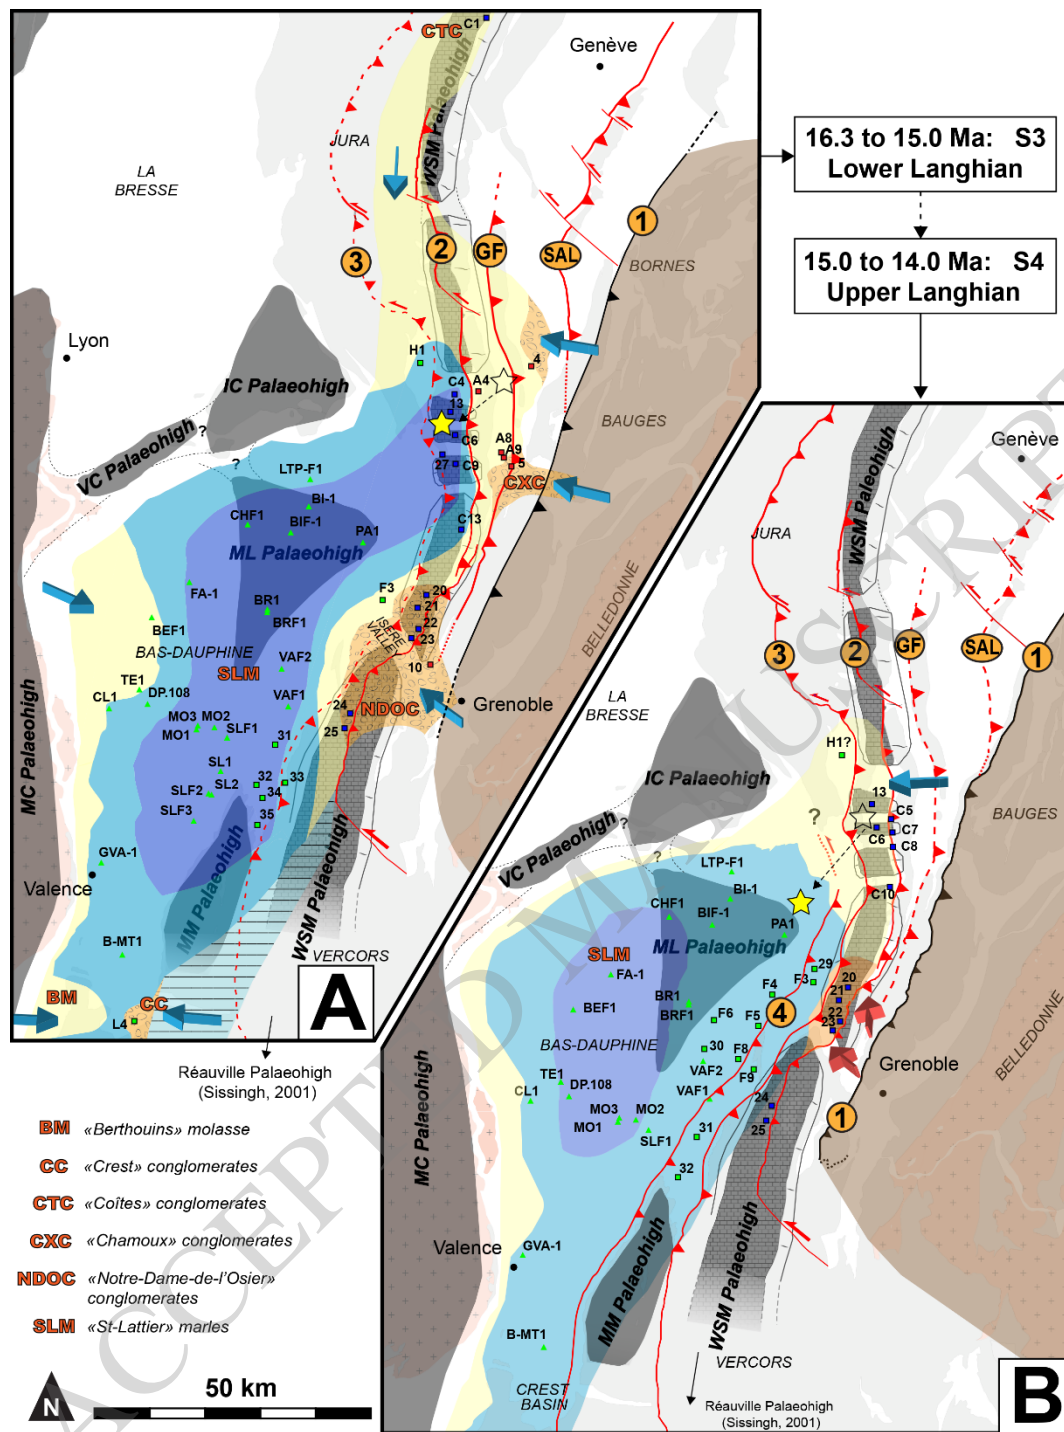 CTC
C1
Genève
JURA
LA
BRESSE
WSM Palaeohigh
16.3 to 15.0 Ma: S3
Lower Langhian
15.0 to 14.0 Ma: S4
Upper Langhian
1
2
GF
SAL
3
BORNES
Lyon
H1
4
IC Palaeohigh
C4
A4
13
BAUGES
VC Palaeohigh
?
C6
A8
A9
5
27
C9
CXC
?
LTP-F1
BI-1
CHF1
BIF-1
PA1
C13
ML Palaeohigh
FA-1
F3
20
BR1
21
BEF1
BRF1
ISERE
VALLEY
22
23
BAS-DAUPHINE
BELLEDONNE
SLM
VAF2
10
TE1
CL1
DP.108
VAF1
NDOC
Grenoble
24
MO3
MO2
MO1
SLF1
25
31
SL1
32
33
SLF2
SL2
34
SLF3
35
MC Palaeohigh
GVA-1
Valence
MM Palaeohigh
WSM Palaeohigh
B-MT1
VERCORS
BM
CC
L4
A
Réauville Palaeohigh
(Sissingh, 2001)
BM «Berthouins» molasse
CC «Crest» conglomerates
CTC «Coîtes» conglomerates
CXC «Chamoux» conglomerates
NDOC «Notre-Dame-de-l'Osier»
conglomerates
SLM «St-Lattier» marles
N
50 km
Genève
WSM Palaeohigh
JURA
3
2
GF
SAL
1
LA
BRESSE
H1?
IC Palaeohigh
13
C5
BAUGES
?
C6
C7
C8
VC Palaeohigh
?
?
LTP-F1
C10
BI-1
CHF1
BIF-1
PA1
ML Palaeohigh
SLM
FA-1
29
F3
20
F4
21
BEF1
BR1
BRF1
F6
F5
4
22
23
BAS-DAUPHINE
30
F8
BELLEDONNE
VAF2
F9
Grenoble
TE1
CL1
DP.108
VAF1
24
1
MO3
MO2
MO1
SLF1
25
31
32
MC Palaeohigh
Valence
GVA-1
MM Palaeohigh
WSM Palaeohigh
B-MT1
VERCORS
CREST
BASIN
Réauville Palaeohigh
(Sissingh, 2001)
B
ACCEPTED MANUSCRIPT